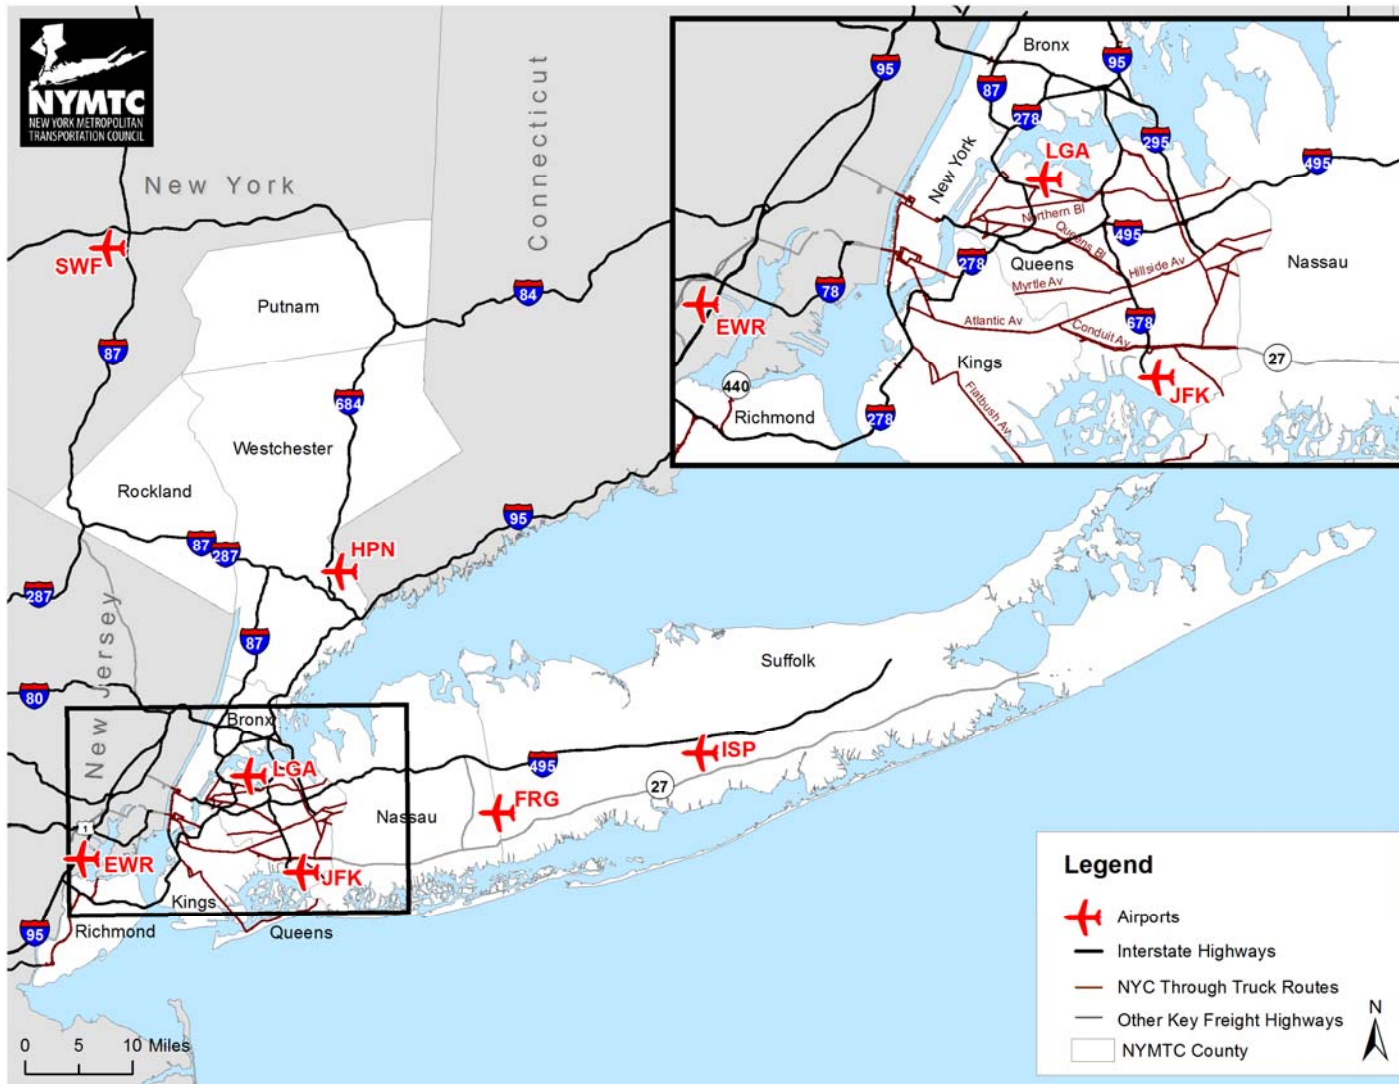 NYMTC
NEW YORK METROPOLITAN
TRANSPORTATION COUNCIL
New York
Connecticut
New Jersey
SWF
Putnam
84
87
684
Westchester
Rockland
87
287
HPN
95
287
87
80
Suffolk
Bronx
LGA
495
ISP
27
FRG
Nassau
1
EWR
JFK
Kings
95
Richmond
Queens
0 5 10 Miles
Bronx
95
95
87
278
295
495
LGA
New York
Northern Bl
Queens Bl
495
278
Queens
Hillside Av
Nassau
Myrtle Av
78
EWR
Atlantic Av
678
Conduit Av
27
Kings
440
JFK
Richmond
Flatbush Av
278
Legend
Airports
Interstate Highways
NYC Through Truck Routes
Other Key Freight Highways
NYMTC County
N